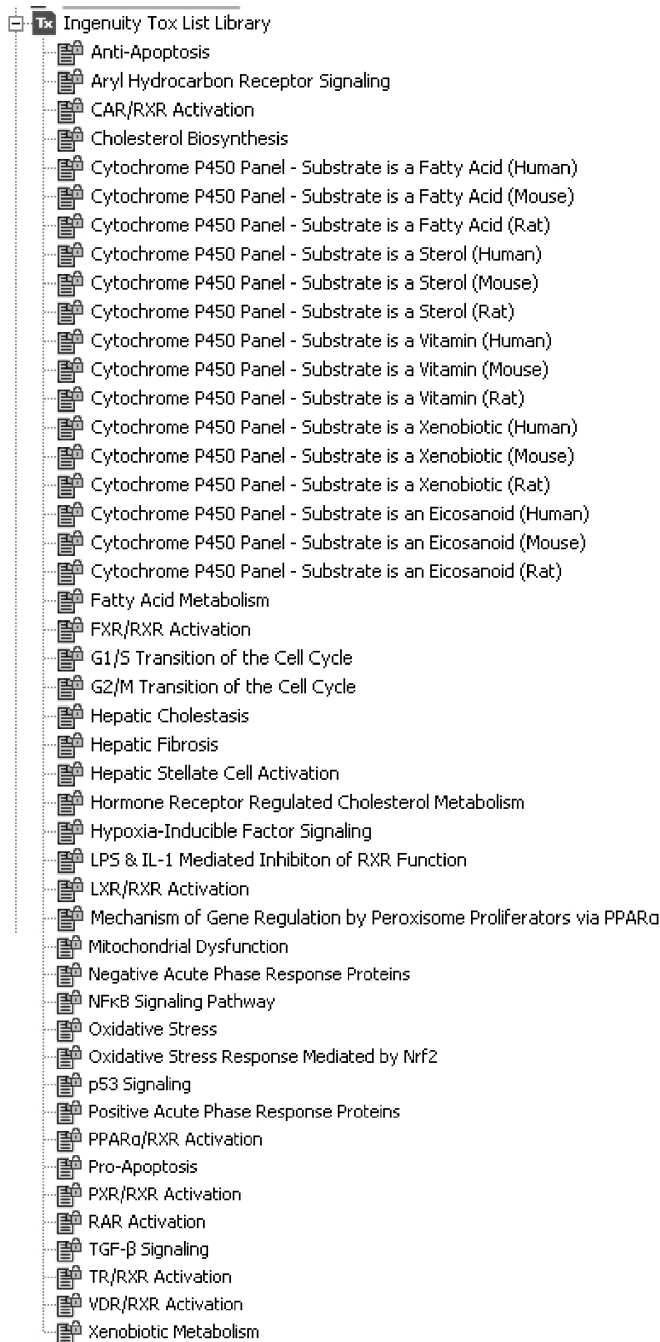 Tx Ingenuity Tox List Library
Anti-Apoptosis
Aryl Hydrocarbon Receptor Signaling
CAR/RXR Activation
Cholesterol Biosynthesis
Cytochrome P450 Panel - Substrate is a Fatty Acid (Human)
Cytochrome P450 Panel - Substrate is a Fatty Acid (Mouse)
Cytochrome P450 Panel - Substrate is a Fatty Acid (Rat)
Cytochrome P450 Panel - Substrate is a Sterol (Human)
Cytochrome P450 Panel - Substrate is a Sterol (Mouse)
Cytochrome P450 Panel - Substrate is a Sterol (Rat)
Cytochrome P450 Panel - Substrate is a Vitamin (Human)
Cytochrome P450 Panel - Substrate is a Vitamin (Mouse)
Cytochrome P450 Panel - Substrate is a Vitamin (Rat)
Cytochrome P450 Panel - Substrate is a Xenobiotic (Human)
Cytochrome P450 Panel - Substrate is a Xenobiotic (Mouse)
Cytochrome P450 Panel - Substrate is a Xenobiotic (Rat)
Cytochrome P450 Panel - Substrate is an Eicosanoid (Human)
Cytochrome P450 Panel - Substrate is an Eicosanoid (Mouse)
Cytochrome P450 Panel - Substrate is an Eicosanoid (Rat)
Fatty Acid Metabolism
FXR/RXR Activation
G1/S Transition of the Cell Cycle
G2/M Transition of the Cell Cycle
Hepatic Cholestasis
Hepatic Fibrosis
Hepatic Stellate Cell Activation
Hormone Receptor Regulated Cholesterol Metabolism
Hypoxia-Inducible Factor Signaling
LPS & IL-1 Mediated Inhibiton of RXR Function
LXR/RXR Activation
Mechanism of Gene Regulation by Peroxisome Proliferators via PPARα
Mitochondrial Dysfunction
Negative Acute Phase Response Proteins
NFκB Signaling Pathway
Oxidative Stress
Oxidative Stress Response Mediated by Nrf2
p53 Signaling
Positive Acute Phase Response Proteins
PPARα/RXR Activation
Pro-Apoptosis
PXR/RXR Activation
RAR Activation
TGF-β Signaling
TR/RXR Activation
VDR/RXR Activation
Xenobiotic Metabolism